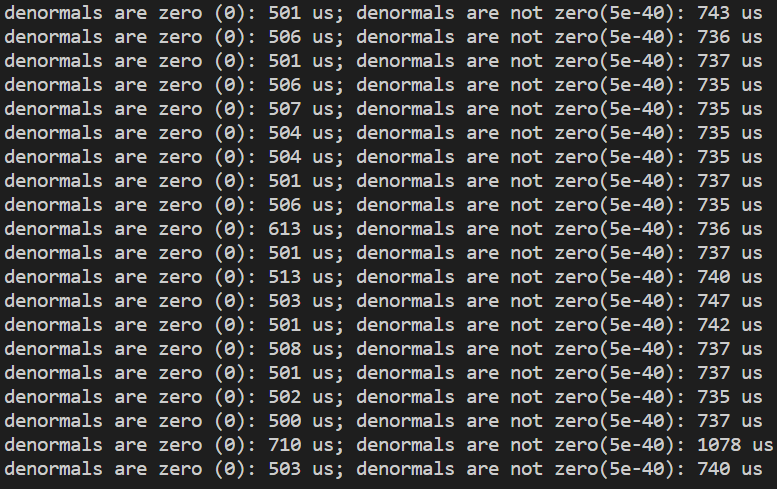 denormals are zero (0): 501 us; denormals are not zero(5e-40): 743 us
denormals are zero (0): 506 us; denormals are not zero(5e-40): 736 us
denormals are zero (0): 501 us; denormals are not zero(5e-40): 737 us
denormals are zero (0): 506 us; denormals are not zero(5e-40): 735 us
denormals are zero (0): 507 us; denormals are not zero(5e-40): 735 us
denormals are zero (0): 504 us; denormals are not zero(5e-40): 735 us
denormals are zero (0): 504 us; denormals are not zero(5e-40): 735 us
denormals are zero (0): 501 us; denormals are not zero(5e-40): 737 us
denormals are zero (0): 506 us; denormals are not zero(5e-40): 735 us
denormals are zero (0): 613 us; denormals are not zero(5e-40): 736 us
denormals are zero (0): 501 us; denormals are not zero(5e-40): 737 us
denormals are zero (0): 513 us; denormals are not zero(5e-40): 740 us
denormals are zero (0): 503 us; denormals are not zero(5e-40): 747 us
denormals are zero (0): 501 us; denormals are not zero(5e-40): 742 us
denormals are zero (0): 508 us; denormals are not zero(5e-40): 737 us
denormals are zero (0): 501 us; denormals are not zero(5e-40): 737 us
denormals are zero (0): 502 us; denormals are not zero(5e-40): 735 us
denormals are zero (0): 500 us; denormals are not zero(5e-40): 737 us
denormals are zero (0): 710 us; denormals are not zero(5e-40): 1078 us
denormals are zero (0): 503 us; denormals are not zero(5e-40): 740 us